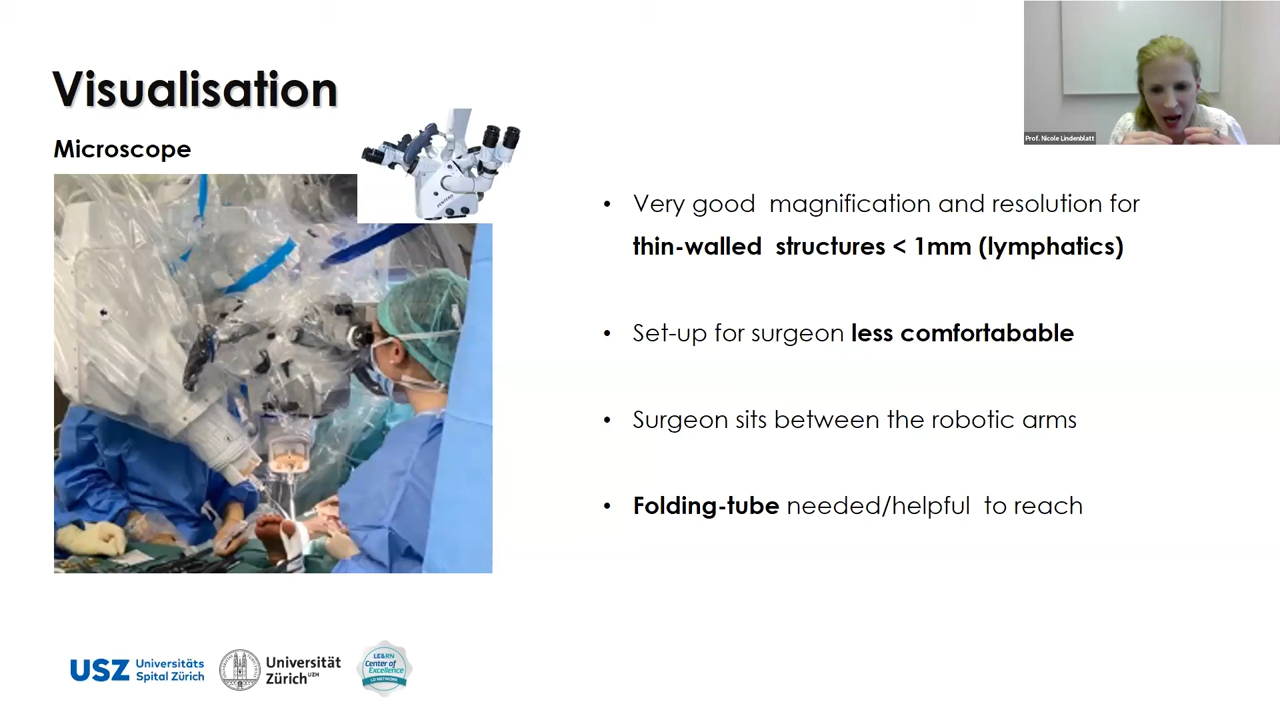 Visualisation
Microscope
Prof. Nicole Lindenblatt
• Very good magnification and resolution for
thin-walled structures < 1mm (lymphatics)
• Set-up for surgeon less comfortabable
• Surgeon sits between the robotic arms
• Folding-tube needed/helpful to reach
USZ Universitäts
Spital Zürich
Universität
Zürich UZH
LE&RN
Center of
Excellence
LD NETWORK